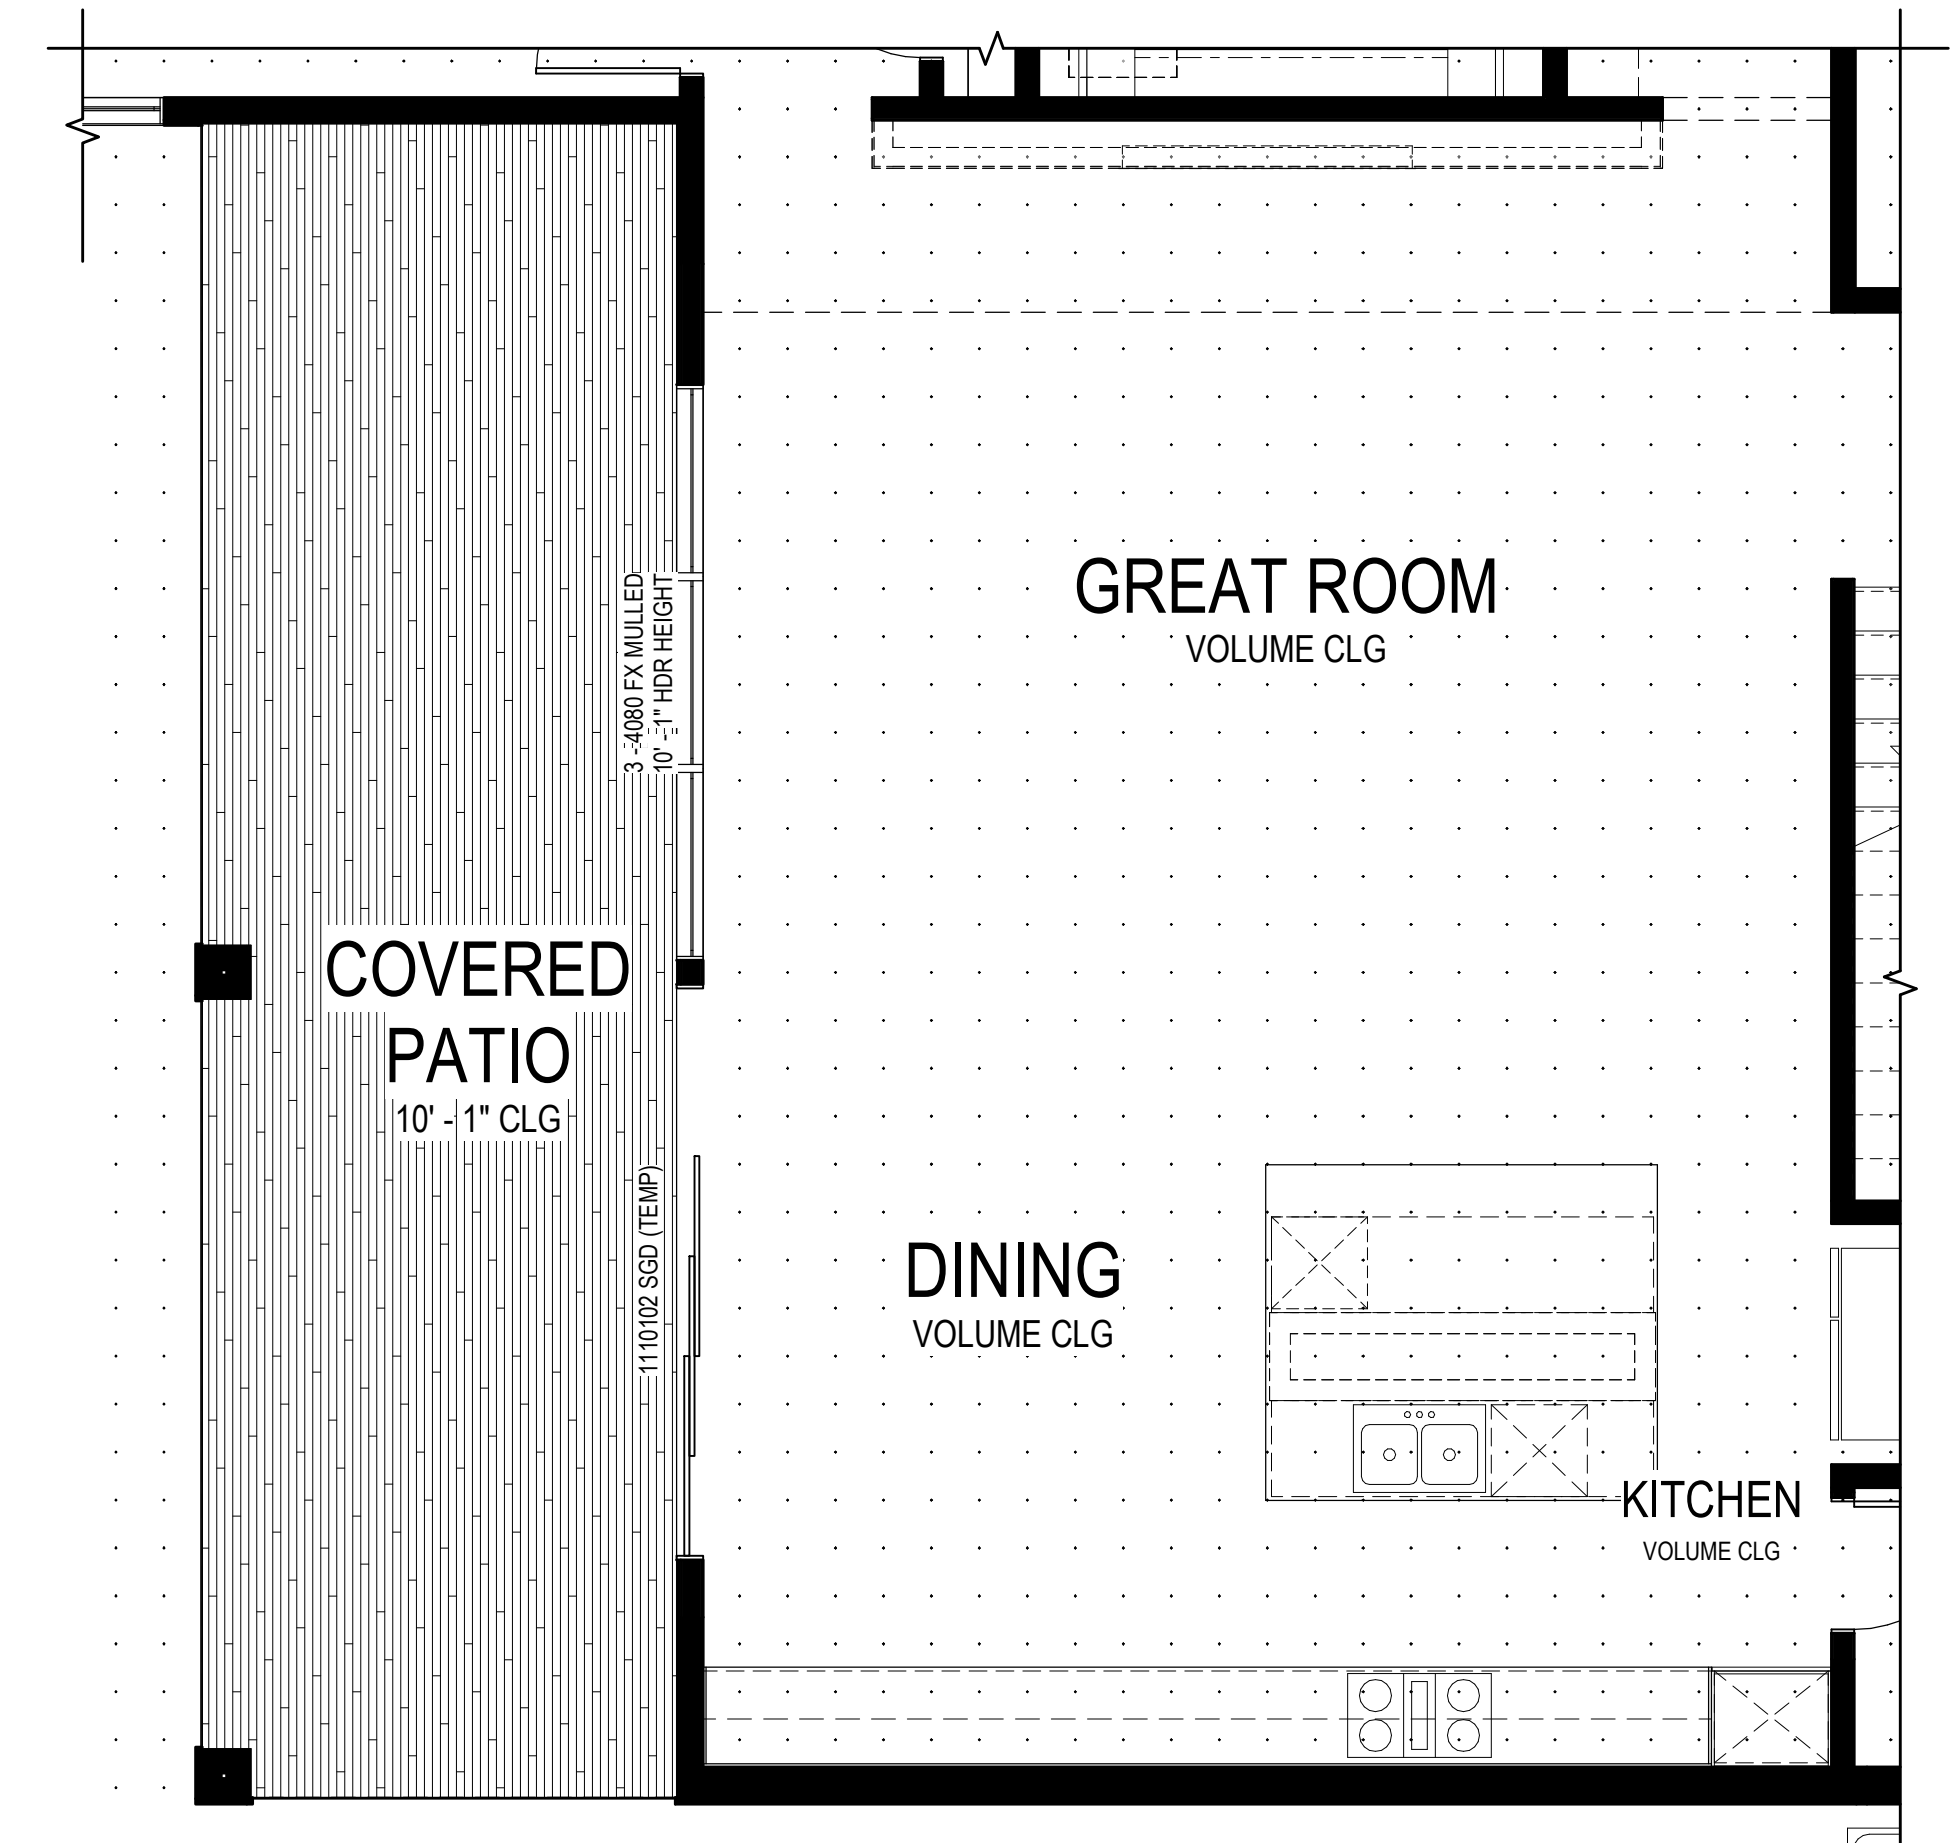 3 - 4080 FX MULLED
10' - 1" HDR HEIGHT
GREAT ROOM
VOLUME CLG
COVERED
PATIO
10' - 1" CLG
1110102 SGD (TEMP)
DINING
VOLUME CLG
KITCHEN
VOLUME CLG